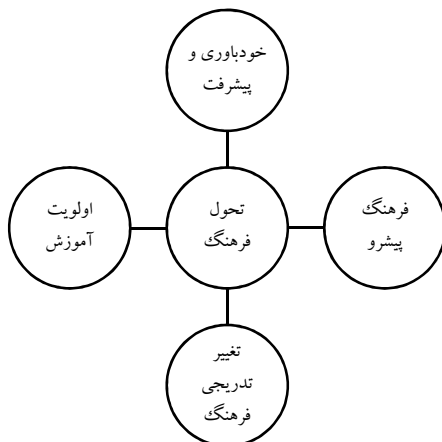 خودباوری و
پیشرفت
فرهنگ
پیشرو
تحول
فرهنگ
اولویت
آموزش
تغییر
تدریجی
فرهنگ